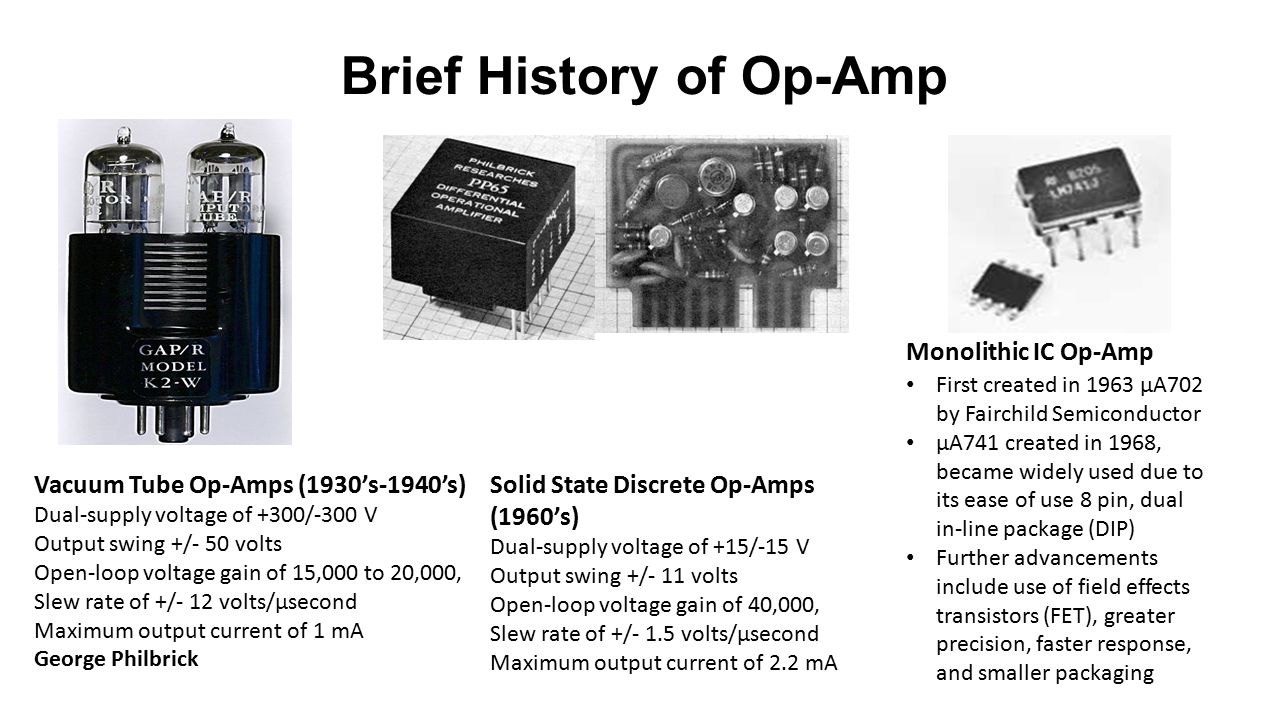 Brief History of Op-Amp
GAP/R
MODEL
K2-W
PHILBRICK
RESEARCHES
PP65
DIFFERENTIAL
OPERATIONAL
AMPLIFIER
8205
LM741J
Vacuum Tube Op-Amps (1930’s-1940’s)
Dual-supply voltage of +300/-300 V
Output swing +/- 50 volts
Open-loop voltage gain of 15,000 to 20,000,
Slew rate of +/- 12 volts/µsecond
Maximum output current of 1 mA
George Philbrick
Solid State Discrete Op-Amps
(1960’s)
Dual-supply voltage of +15/-15 V
Output swing +/- 11 volts
Open-loop voltage gain of 40,000,
Slew rate of +/- 1.5 volts/µsecond
Maximum output current of 2.2 mA
Monolithic IC Op-Amp
• First created in 1963 µA702
by Fairchild Semiconductor
• µA741 created in 1968,
became widely used due to
its ease of use 8 pin, dual
in-line package (DIP)
• Further advancements
include use of field effects
transistors (FET), greater
precision, faster response,
and smaller packaging